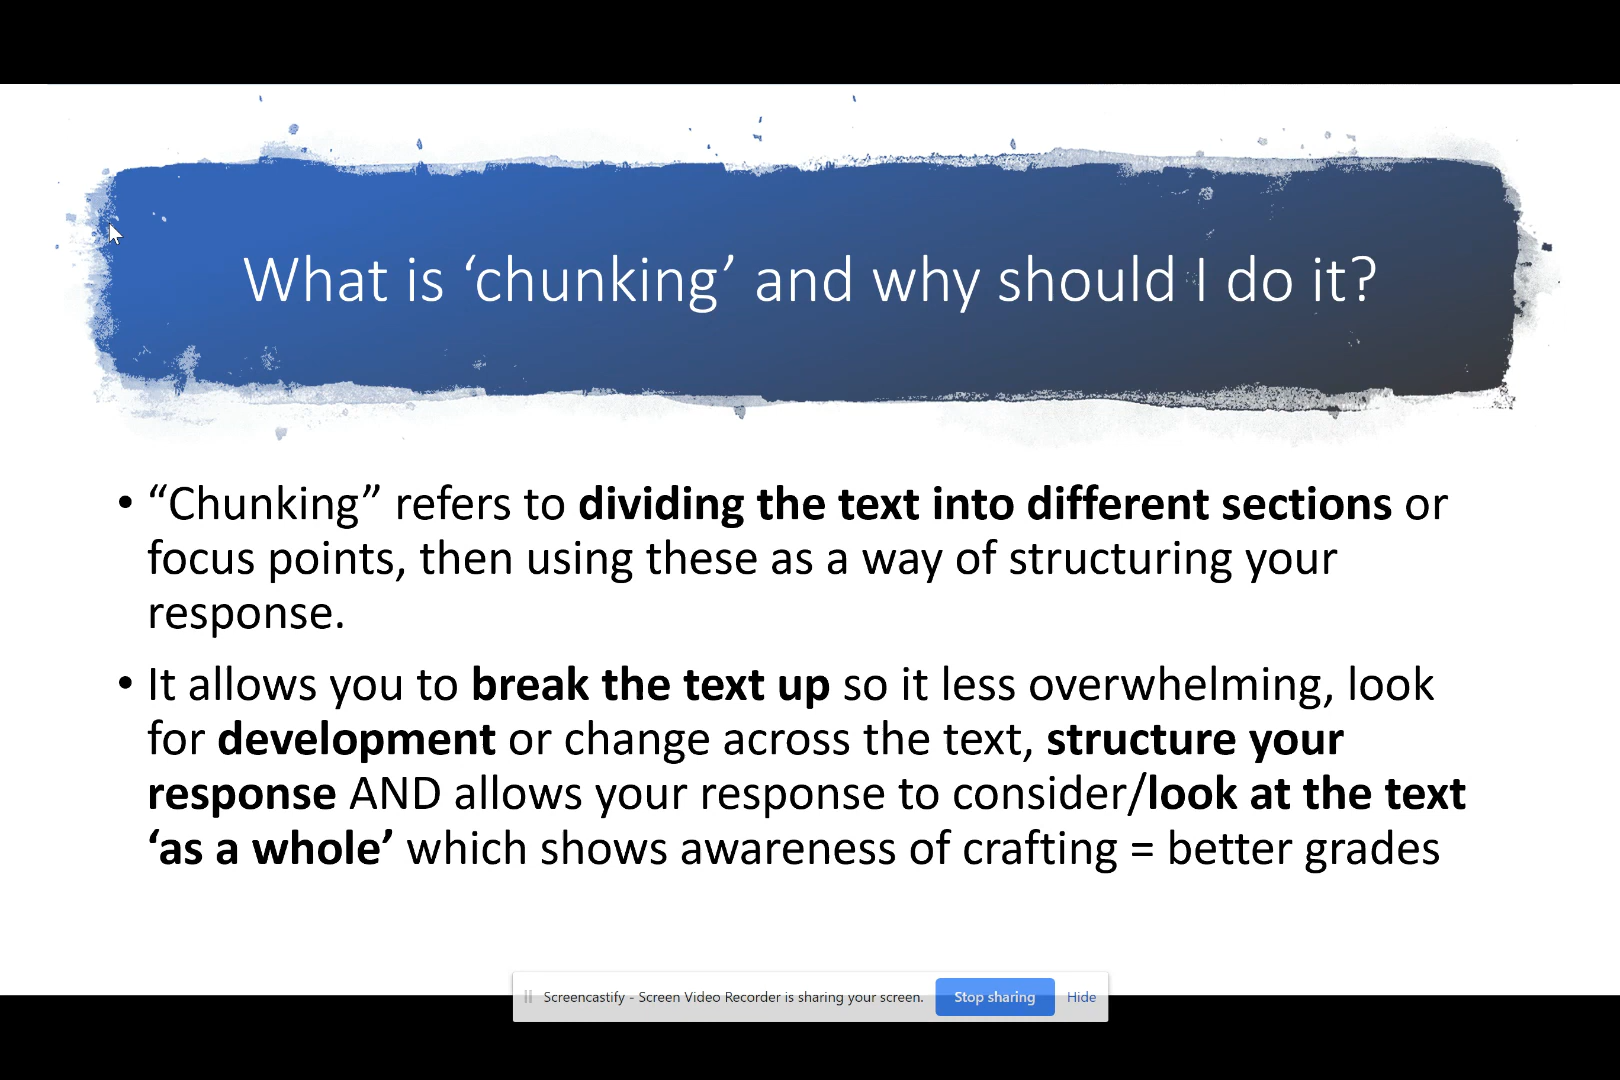 What is ‘chunking’ and why should I do it?
• “Chunking” refers to dividing the text into different sections or
focus points, then using these as a way of structuring your
response.
• It allows you to break the text up so it less overwhelming, look
for development or change across the text, structure your
response AND allows your response to consider/look at the text
‘as a whole’ which shows awareness of crafting = better grades
Screencastify - Screen Video Recorder is sharing your screen. Stop sharing Hide